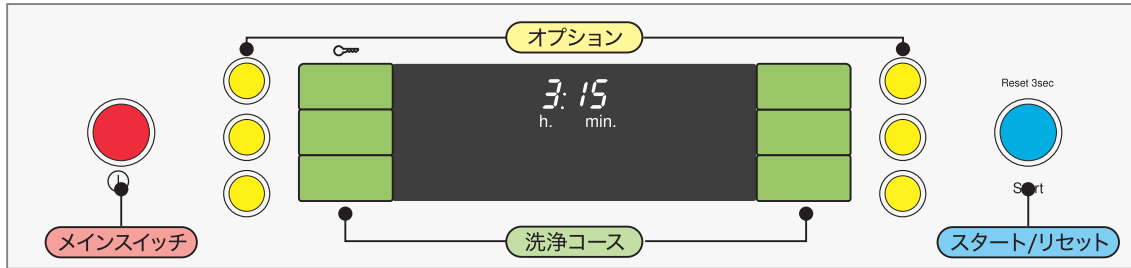 オプション
Reset 3sec
3:15
h. min.
メインスイッチ
洗浄コース
スタート/リセット